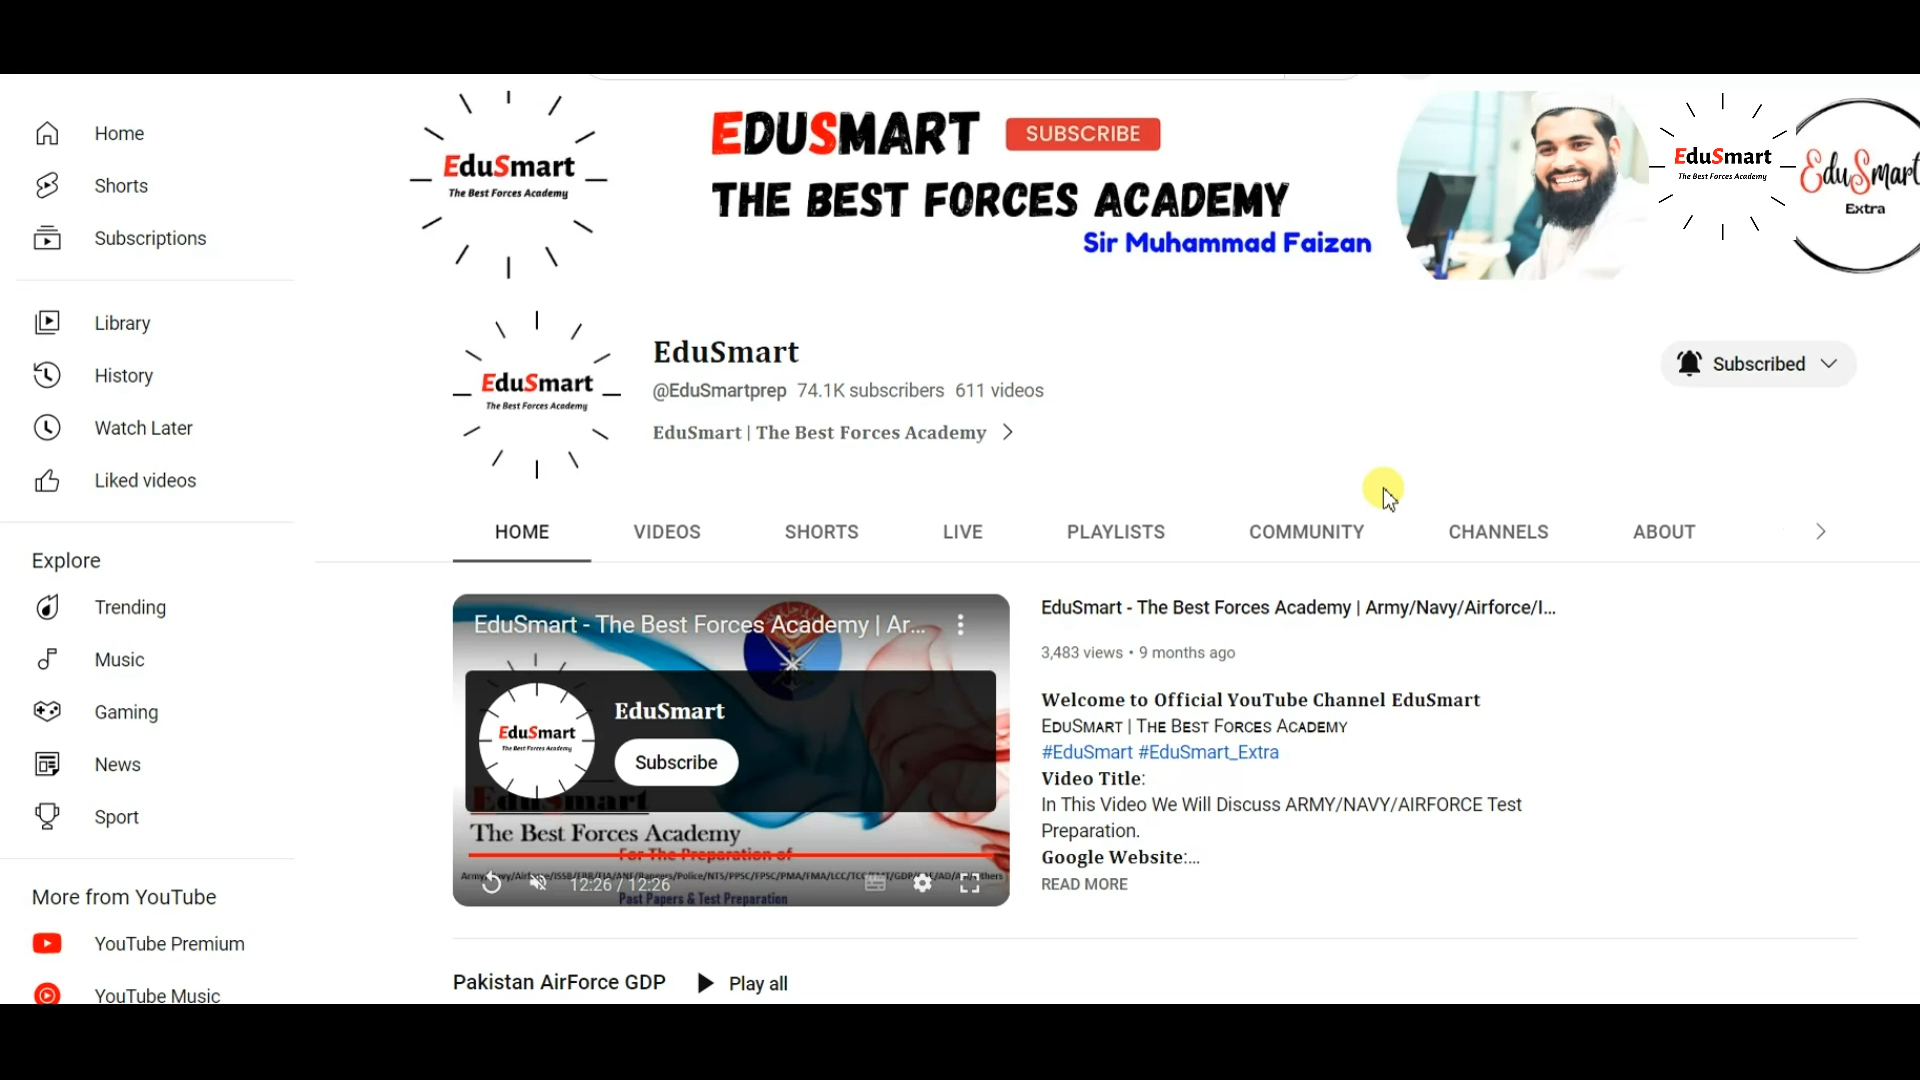 Home
Shorts
Subscriptions
Library
History
Watch Later
Liked videos
Explore
Trending
Music
Gaming
News
Sport
More from YouTube
YouTube Premium
YouTube Music
EduSmart
The Best Forces Academy
EDUSMART
SUBSCRIBE
THE BEST FORCES ACADEMY
Sir Muhammad Faizan
EduSmart
The Best Forces Academy
EduSmart
Extra
EduSmart
The Best Forces Academy
EduSmart
@EduSmartprep 74.1K subscribers 611 videos
EduSmart | The Best Forces Academy
Subscribed
HOME VIDEOS SHORTS LIVE PLAYLISTS COMMUNITY CHANNELS ABOUT
EduSmart - The Best Forces Academy | Ar...
EduSmart
The Best Forces Academy
EduSmart
Subscribe
EduSmart
The Best Forces Academy
For The Preparation of
12:26 / 12:26
Past Papers & Test Preparation
EduSmart - The Best Forces Academy | Army/Navy/Airforce/I...
3,483 views • 9 months ago
Welcome to Official YouTube Channel EduSmart
EduSmart | The Best Forces Academy
#EduSmart #EduSmart_Extra
Video Title:
In This Video We Will Discuss ARMY/NAVY/AIRFORCE Test
Preparation.
Google Website:...
READ MORE
Pakistan AirForce GDP Play all